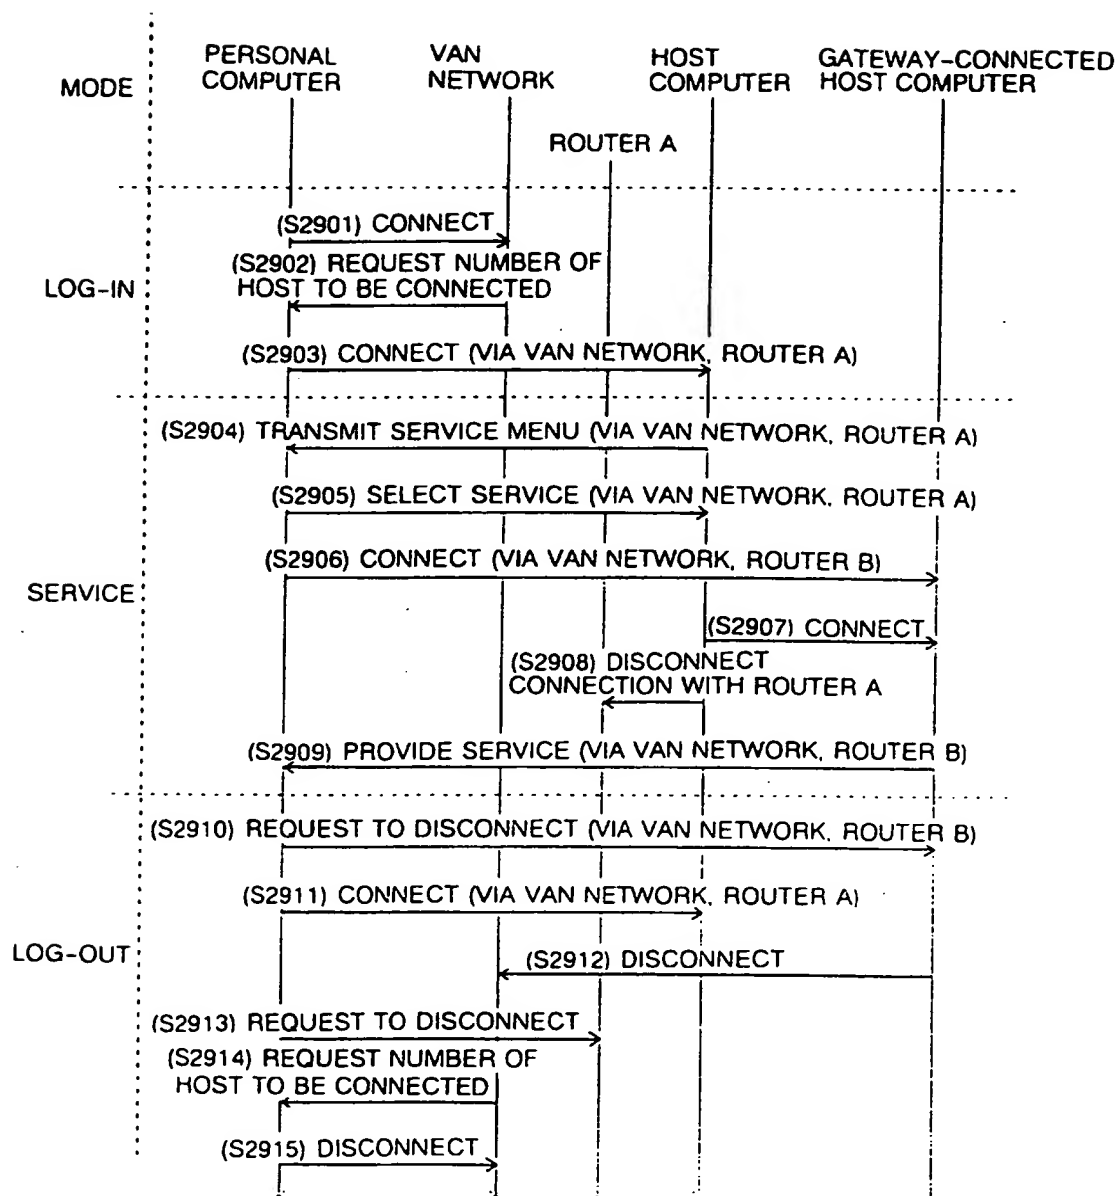 MODE
PERSONAL
COMPUTER
VAN
NETWORK
HOST
COMPUTER
GATEWAY-CONNECTED
HOST COMPUTER
ROUTER A
LOG-IN
(S2901) CONNECT
(S2902) REQUEST NUMBER OF
HOST TO BE CONNECTED
(S2903) CONNECT (VIA VAN NETWORK, ROUTER A)
SERVICE
(S2904) TRANSMIT SERVICE MENU (VIA VAN NETWORK, ROUTER A)
(S2905) SELECT SERVICE (VIA VAN NETWORK, ROUTER A)
(S2906) CONNECT (VIA VAN NETWORK, ROUTER B)
(S2907) CONNECT
(S2908) DISCONNECT
CONNECTION WITH ROUTER A
(S2909) PROVIDE SERVICE (VIA VAN NETWORK, ROUTER B)
LOG-OUT
(S2910) REQUEST TO DISCONNECT (VIA VAN NETWORK, ROUTER B)
(S2911) CONNECT (VIA VAN NETWORK, ROUTER A)
(S2912) DISCONNECT
(S2913) REQUEST TO DISCONNECT
(S2914) REQUEST NUMBER OF
HOST TO BE CONNECTED
(S2915) DISCONNECT